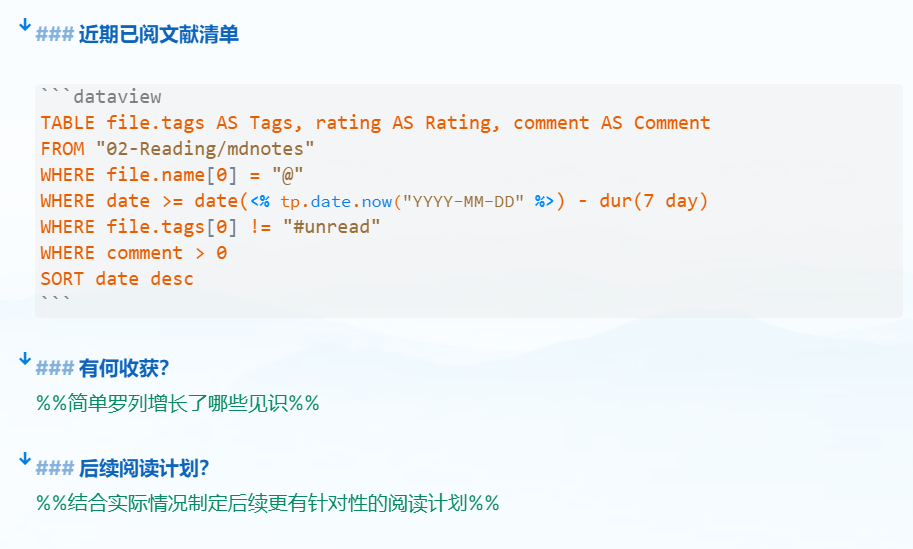 ### 近期已阅文献清单
```dataview
TABLE file.tags AS Tags, rating AS Rating, comment AS Comment
FROM "02-Reading/mdnotes"
WHERE file.name[0] = "@"
WHERE date >= date(<% tp.date.now("YYYY-MM-DD" %>) - dur(7 day)
WHERE file.tags[0] != "#unread"
WHERE comment > 0
SORT date desc
```
### 有何收获？
%%简单罗列增长了哪些见识%%
### 后续阅读计划？
%%结合实际情况制定后续更有针对性的阅读计划%%